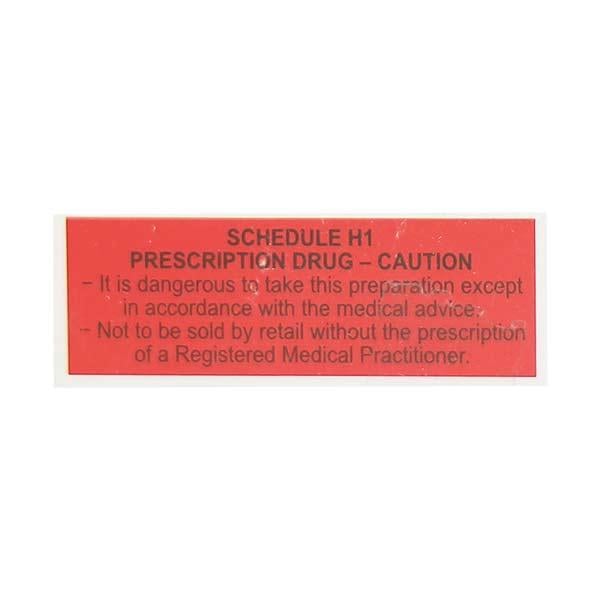 SCHEDULE H1
PRESCRIPTION DRUG – CAUTION
– It is dangerous to take this preparation except
in accordance with the medical advice.
– Not to be sold by retail without the prescription
of a Registered Medical Practitioner.